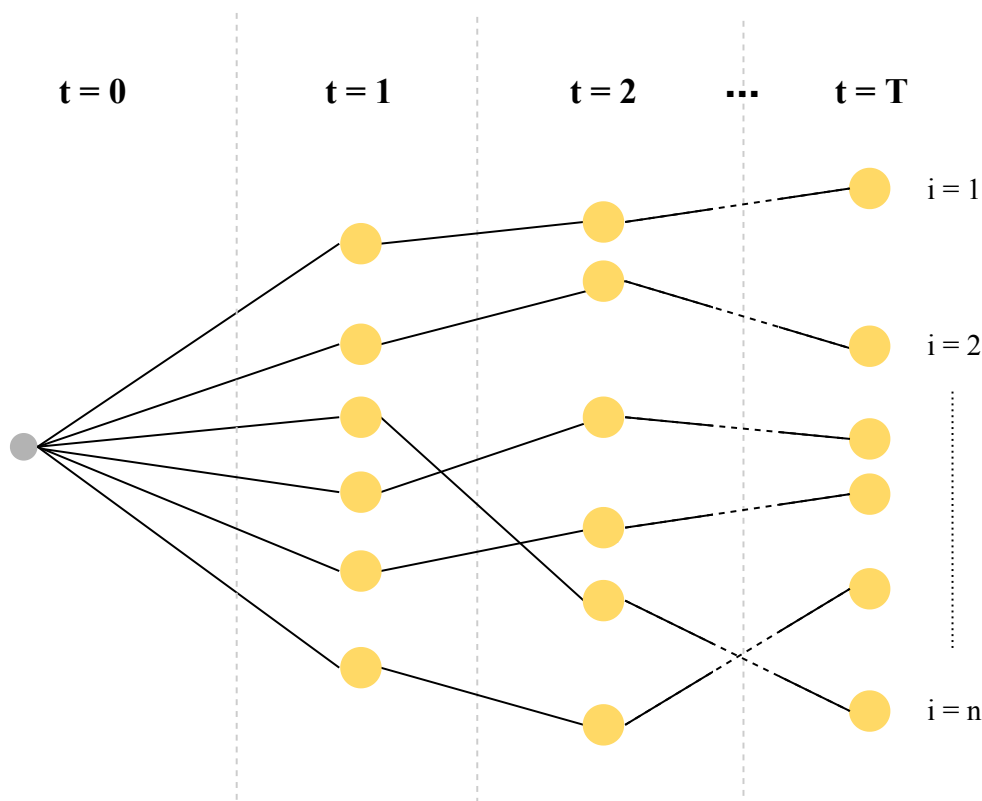 t = 0 t = 1 t = 2 ... t = T
i = 1
i = 2
i = n